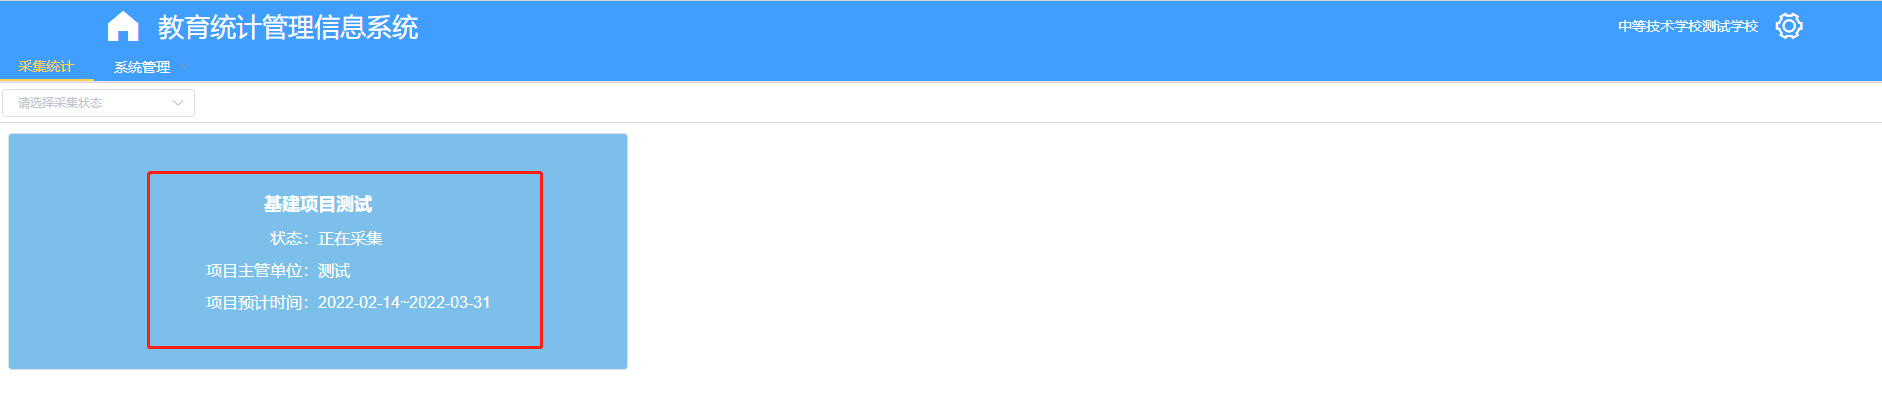 教育统计管理信息系统
中等技术学校测试学校
采集统计 系统管理
请选择采集状态
基建项目测试
状态：正在采集
项目主管单位：测试
项目预计时间：2022-02-14~2022-03-31